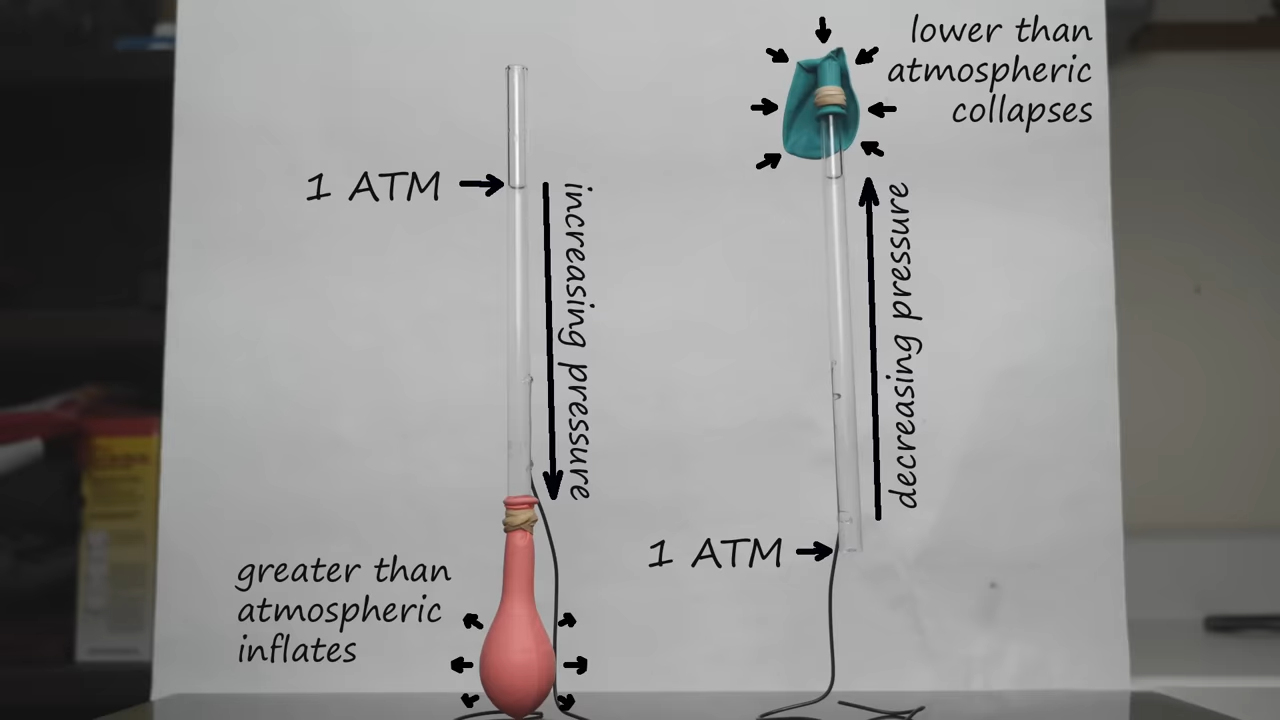 1 ATM
increasing pressure
greater than
atmospheric
inflates
lower than
atmospheric
collapses
decreasing pressure
1 ATM